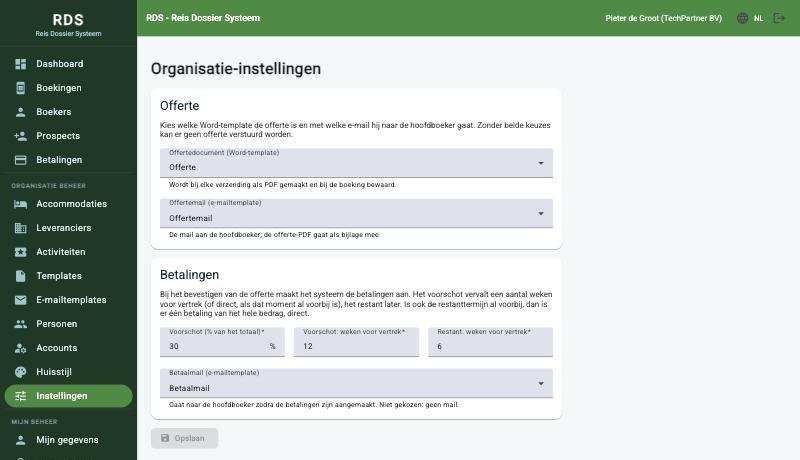 RDS
Reis Dossier Systeem
RDS - Reis Dossier Systeem
Pieter de Groot (TechPartner BV)
NL
Dashboard
Boekingen
Boekers
Prospects
Betalingen
ORGANISATIE BEHEER
Accommodaties
Leveranciers
Activiteiten
Templates
E-mailtemplates
Personen
Accounts
Huisstijl
Instellingen
MIJN BEHEER
Mijn gegevens
Organisatie-instellingen
Offerte
Kies welke Word-template de offerte is en met welke e-mail hij naar de hoofdboeker gaat. Zonder beide keuzes
kan er geen offerte verstuurd worden.
Offertedocument (Word-template)
Offerte
Wordt bij elke verzending als PDF gemaakt en bij de boeking bewaard.
Offertemail (e-mailtemplate)
Offertemail
De mail aan de hoofdboeker; de offerte-PDF gaat als bijlage mee.
Betalingen
Bij het bevestigen van de offerte maakt het systeem de betalingen aan. Het voorschot vervalt een aantal weken
voor vertrek (of direct, als dat moment al voorbij is), het restant later. Is ook de resttermijn al voorbij, dan is
er één betaling van het hele bedrag, direct.
Voorschot (% van het totaal)*
30 %
Voorschot: weken voor vertrek*
12
Restant: weken voor vertrek*
6
Betaalmail (e-mailtemplate)
Betaalmail
Gaat naar de hoofdboeker zodra de betalingen zijn aangemaakt. Niet gekozen: geen mail.
Opslaan